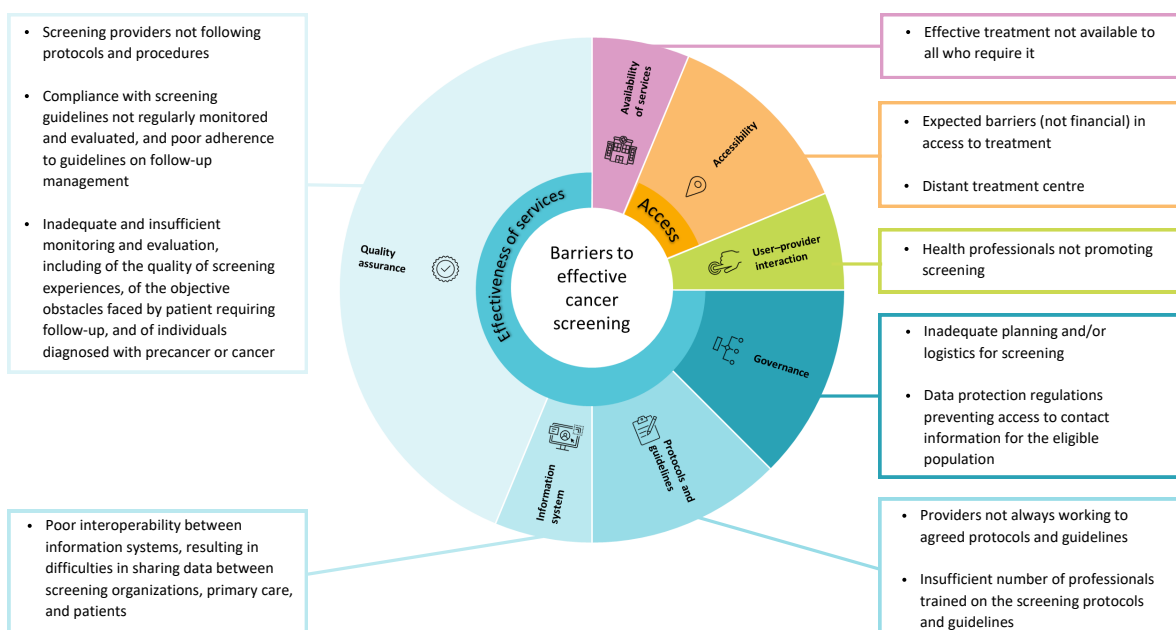 • Screening providers not following
protocols and procedures
• Compliance with screening
guidelines not regularly monitored
and evaluated, and poor adherence
to guidelines on follow-up
management
• Inadequate and insufficient
monitoring and evaluation,
including of the quality of screening
experiences, of the objective
obstacles faced by patient requiring
follow-up, and of individuals
diagnosed with precancer or cancer
• Poor interoperability between
information systems, resulting in
difficulties in sharing data between
screening organizations, primary care,
and patients
Barriers to
effective
cancer
screening
Effectiveness of services
Access
Quality
assurance
Availability
of services
Accessibility
User–provider
interaction
Governance
Protocols and
guidelines
Information
system
• Effective treatment not available to
all who require it
• Expected barriers (not financial) in
access to treatment
• Distant treatment centre
• Health professionals not promoting
screening
• Inadequate planning and/or
logistics for screening
• Data protection regulations
preventing access to contact
information for the eligible
population
• Providers not always working to
agreed protocols and guidelines
• Insufficient number of professionals
trained on the screening protocols
and guidelines